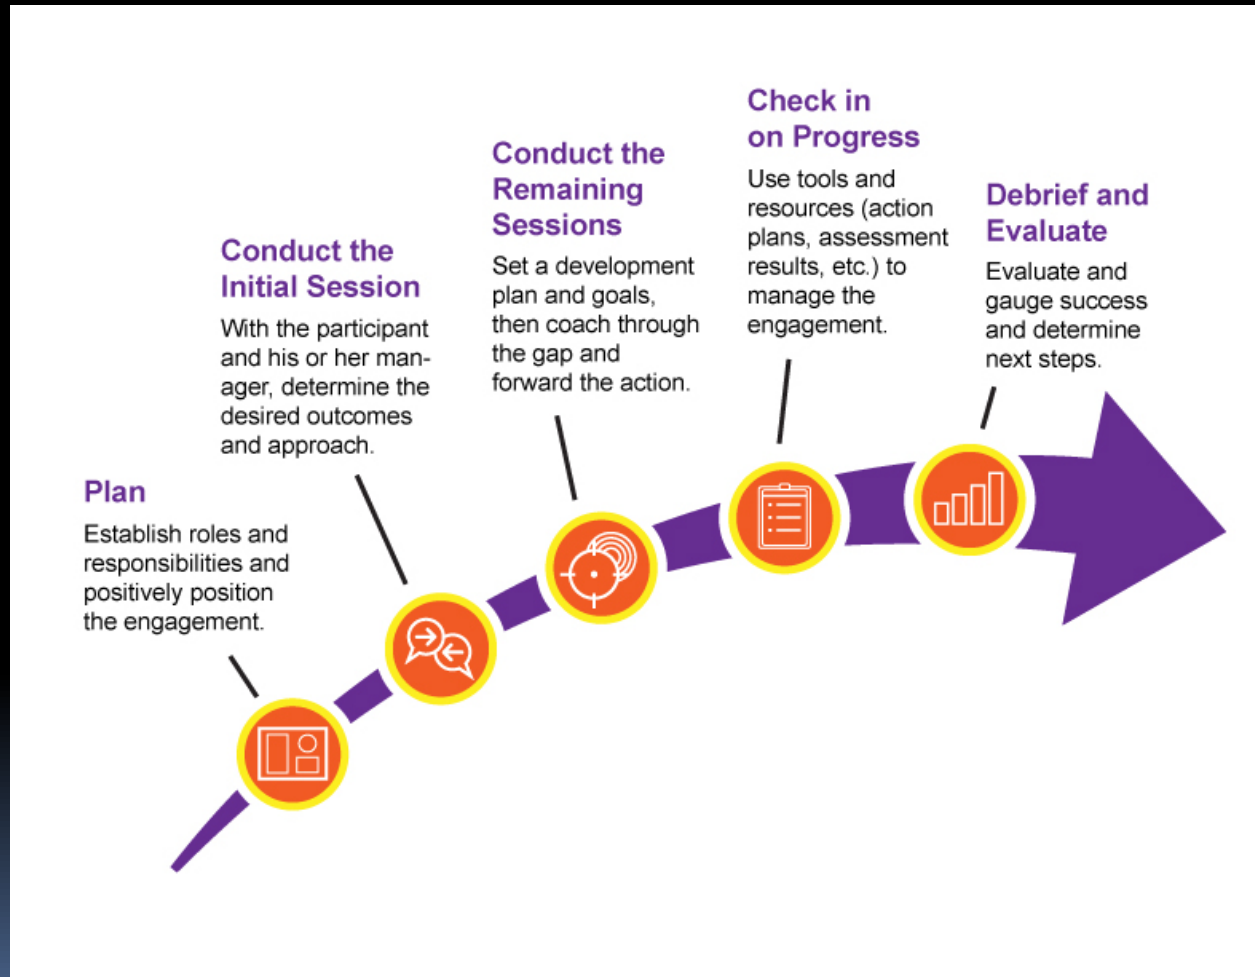 Plan
Establish roles and
responsibilities and
positively position
the engagement.
Conduct the
Initial Session
With the participant
and his or her man-
ager, determine the
desired outcomes
and approach.
Conduct the
Remaining
Sessions
Set a development
plan and goals,
then coach through
the gap and
forward the action.
Check in
on Progress
Use tools and
resources (action
plans, assessment
results, etc.) to
manage the
engagement.
Debrief and
Evaluate
Evaluate and
gauge success
and determine
next steps.